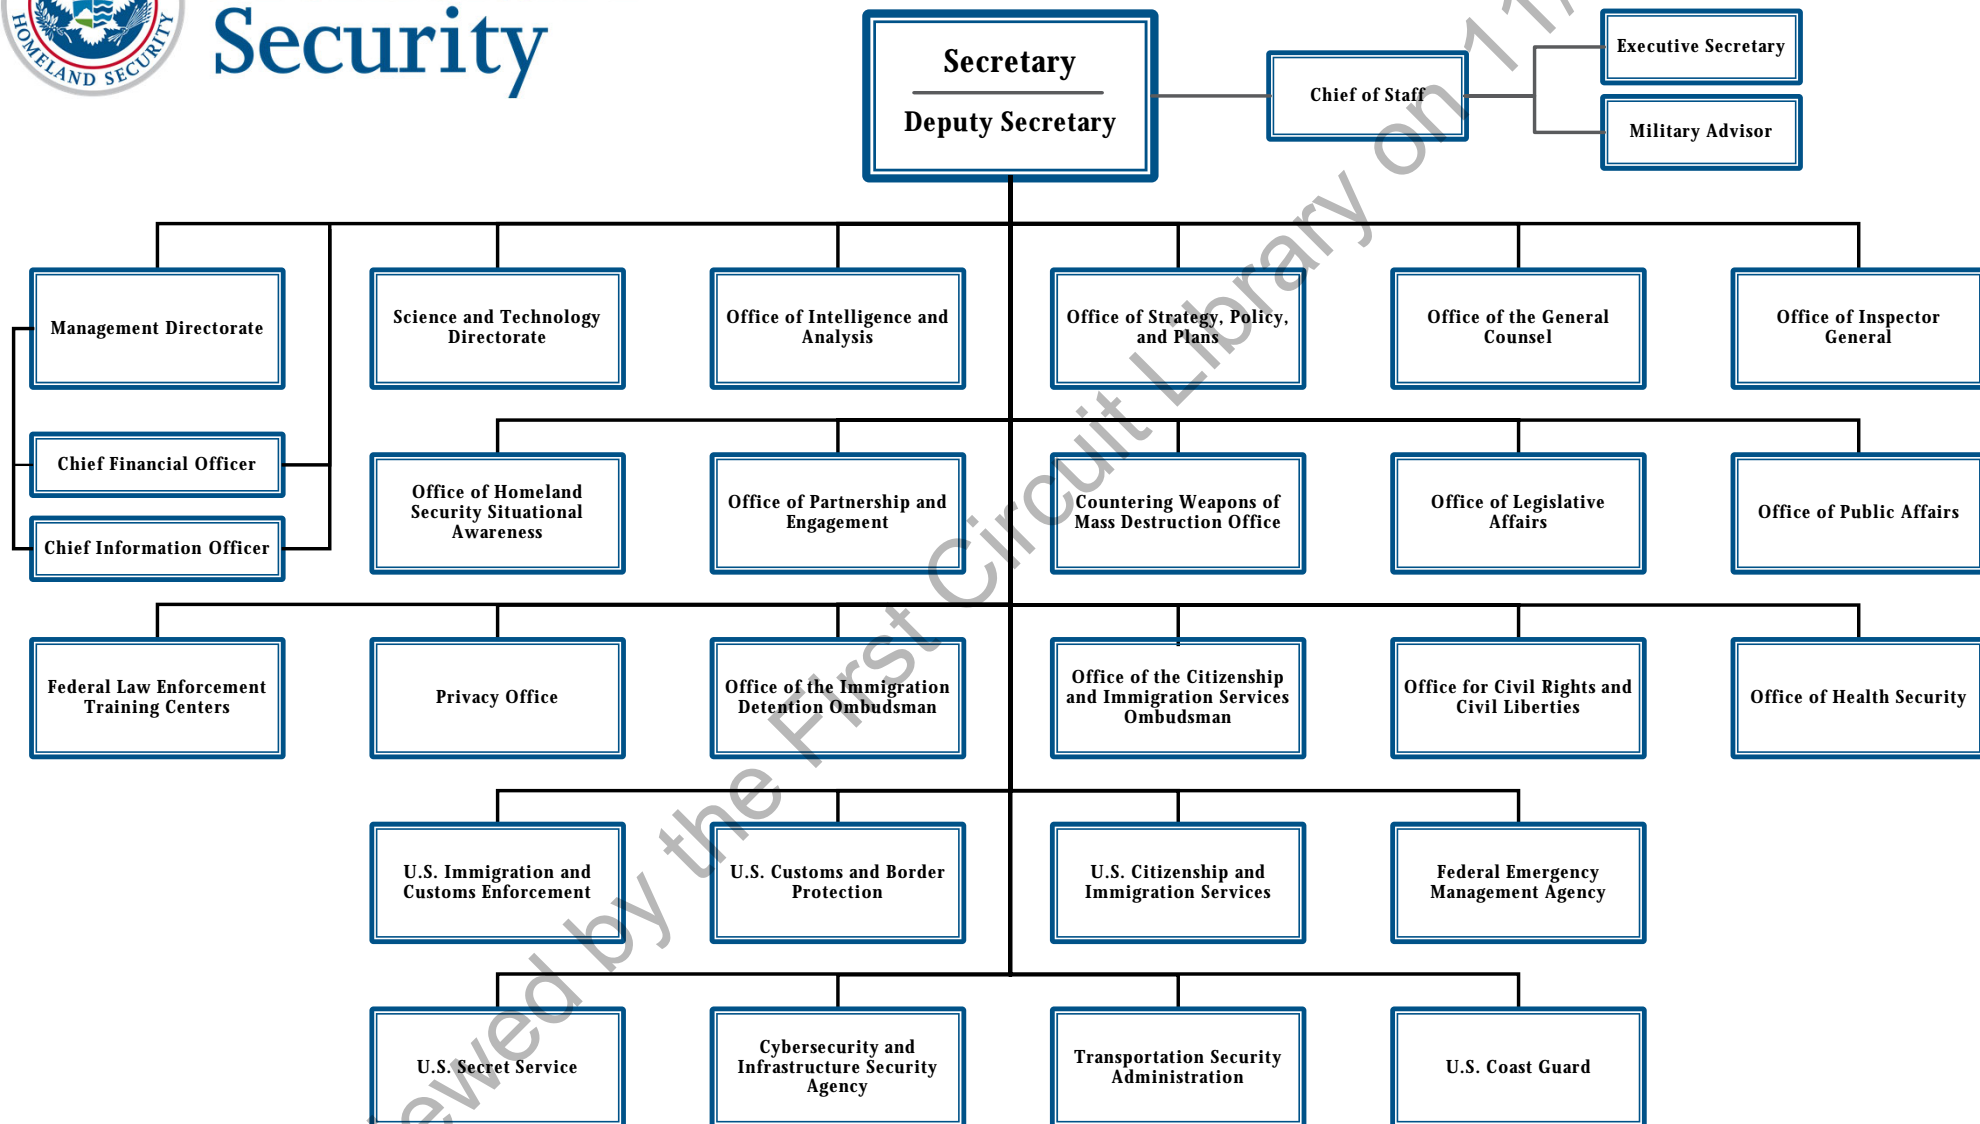 HOMELAND SECURITY
Security
Secretary
Deputy Secretary
Chief of Staff
Executive Secretary
Military Advisor
Management Directorate
Science and Technology
Directorate
Office of Intelligence and
Analysis
Office of Strategy, Policy,
and Plans
Office of the General
Counsel
Office of Inspector
General
Chief Financial Officer
Chief Information Officer
Office of Homeland
Security Situational
Awareness
Office of Partnership and
Engagement
Countering Weapons of
Mass Destruction Office
Office of Legislative
Affairs
Office of Public Affairs
Federal Law Enforcement
Training Centers
Privacy Office
Office of the Immigration
Detention Ombudsman
Office of the Citizenship
and Immigration Services
Ombudsman
Office for Civil Rights and
Civil Liberties
Office of Health Security
U.S. Immigration and
Customs Enforcement
U.S. Customs and Border
Protection
U.S. Citizenship and
Immigration Services
Federal Emergency
Management Agency
U.S. Secret Service
Cybersecurity and
Infrastructure Security
Agency
Transportation Security
Administration
U.S. Coast Guard
by the First Circuit Library on